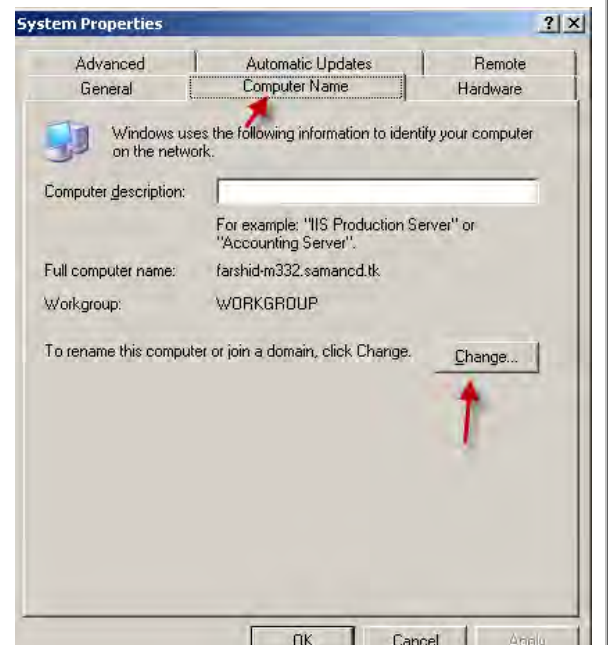 System Properties
Advanced Automatic Updates Remote
General Computer Name Hardware
Windows uses the following information to identify your computer
on the network.
Computer description:
For example: "IIS Production Server" or
"Accounting Server".
Full computer name: farshid-m332.samancd.tk
Workgroup: WORKGROUP
To rename this computer or join a domain, click Change. Change...
OK Cancel Apply